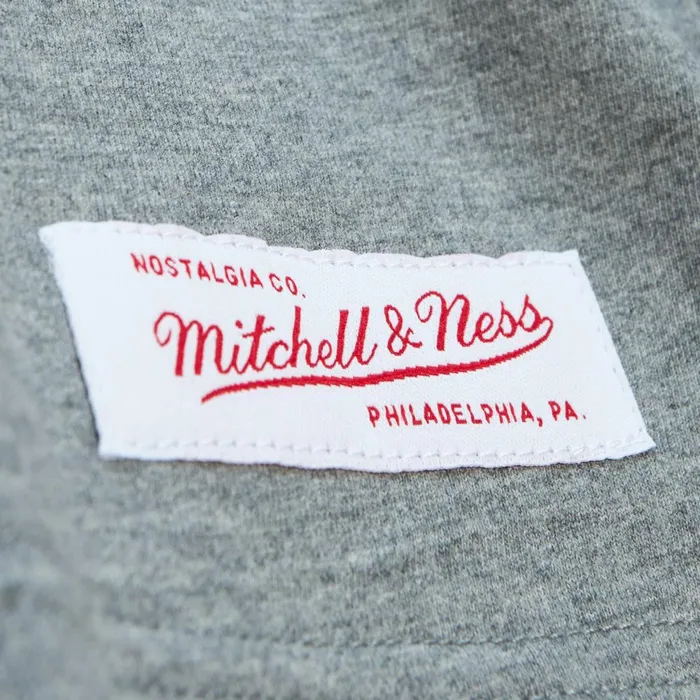 NOSTALGIA CO.
Mitchell & Ness
PHILADELPHIA, PA.